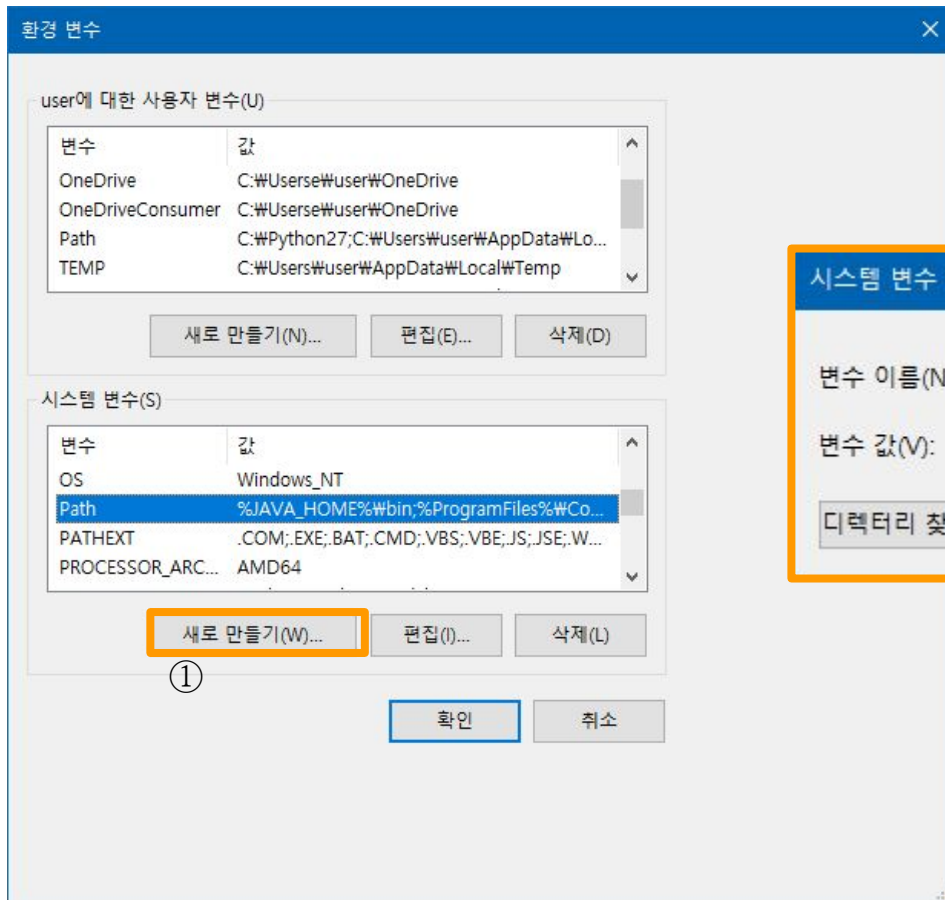 환경 변수
user에 대한 사용자 변수(U)
변수 값
OneDrive C:₩Userse₩user₩OneDrive
OneDriveConsumer C:₩Userse₩user₩OneDrive
Path C:₩Python27;C:₩Users₩user₩AppData₩Lo...
TEMP C:₩Users₩user₩AppData₩Local₩Temp
새로 만들기(N)... 편집(E)... 삭제(D)
시스템 변수(S)
변수 값
OS Windows_NT
Path %JAVA_HOME%₩bin;%ProgramFiles%₩Co...
PATHEXT .COM;.EXE;.BAT;.CMD;.VBS;.VBE;.JS;.JSE;.W...
PROCESSOR_ARC... AMD64
새로 만들기(W)... 편집(I)... 삭제(L)
①
확인 취소
시스템 변수
변수 이름(N
변수 값(V):
디렉터리 찾